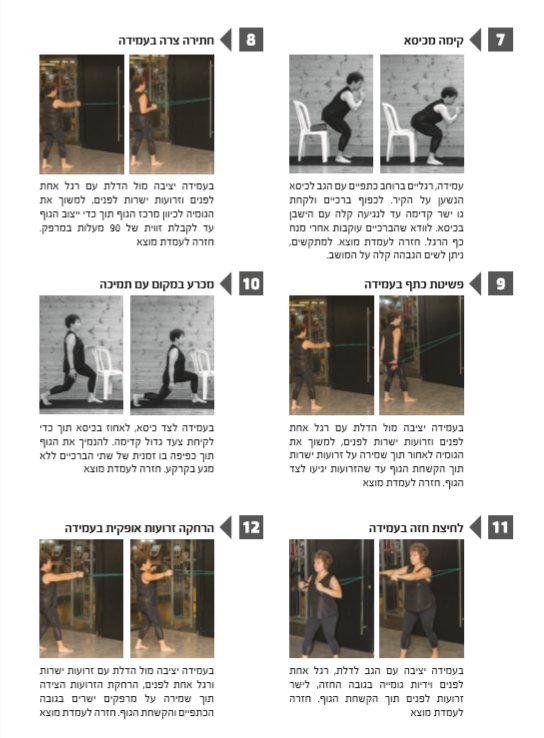 7 קימה מכיסא
עמידה, רגליים ברוחב כתפיים עם הגב לכיסא
הנשען על הקיר. לכפוף ברכיים ולקחת
גו ישר קדימה עד לנגיעה קלה עם הישבן
בכיסא. לוודא שהברכיים עוקבות אחרי מנח
כף הרגל. חזרה לעמדת מוצא. למתקשים,
ניתן לשים הגבהה קלה על המושב.
8 חתירה צרה בעמידה
בעמידה יציבה מול הדלת עם רגל אחת
לפנים וזרועות ישרות לפנים, למשוך את
הגומיה לכיוון מרכז הגוף תוך כדי ייצוב הגוף
עד לקבלת זווית של 90 מעלות במרפק.
חזרה לעמדת מוצא
9 פשיטת כתף בעמידה
בעמידה יציבה מול הדלת עם רגל אחת
לפנים וזרועות ישרות לפנים, למשוך את
הגומיה לאחור תוך שמירה על זרועות ישרות
תוך הקשחת הגוף עד שהזרועות יגיעו לצד
הגוף. חזרה לעמדת מוצא
10 מכרע במקום עם תמיכה
בעמידה לצד כיסא, לאחוז בכיסא תוך כדי
לקיחת צעד גדול קדימה. להנמיך את הגוף
תוך כפיפה בו זמנית של שתי הברכיים ללא
מגע בקרקע. חזרה לעמדת מוצא
11 לחיצת חזה בעמידה
בעמידה יציבה עם הגב לדלת, רגל אחת
לפנים וידיות גומייה בגובה החזה, לישר
זרועות לפנים תוך הקשחת הגוף. חזרה
לעמדת מוצא
12 הרחקה זרועות אופקית בעמידה
בעמידה יציבה מול הדלת עם זרועות ישרות
ורגל אחת לפנים, הרחקת הזרועות הצידה
תוך שמירה על מרפקים ישרים בגובה
הכתפיים והקשחת הגוף. חזרה לעמדת מוצא